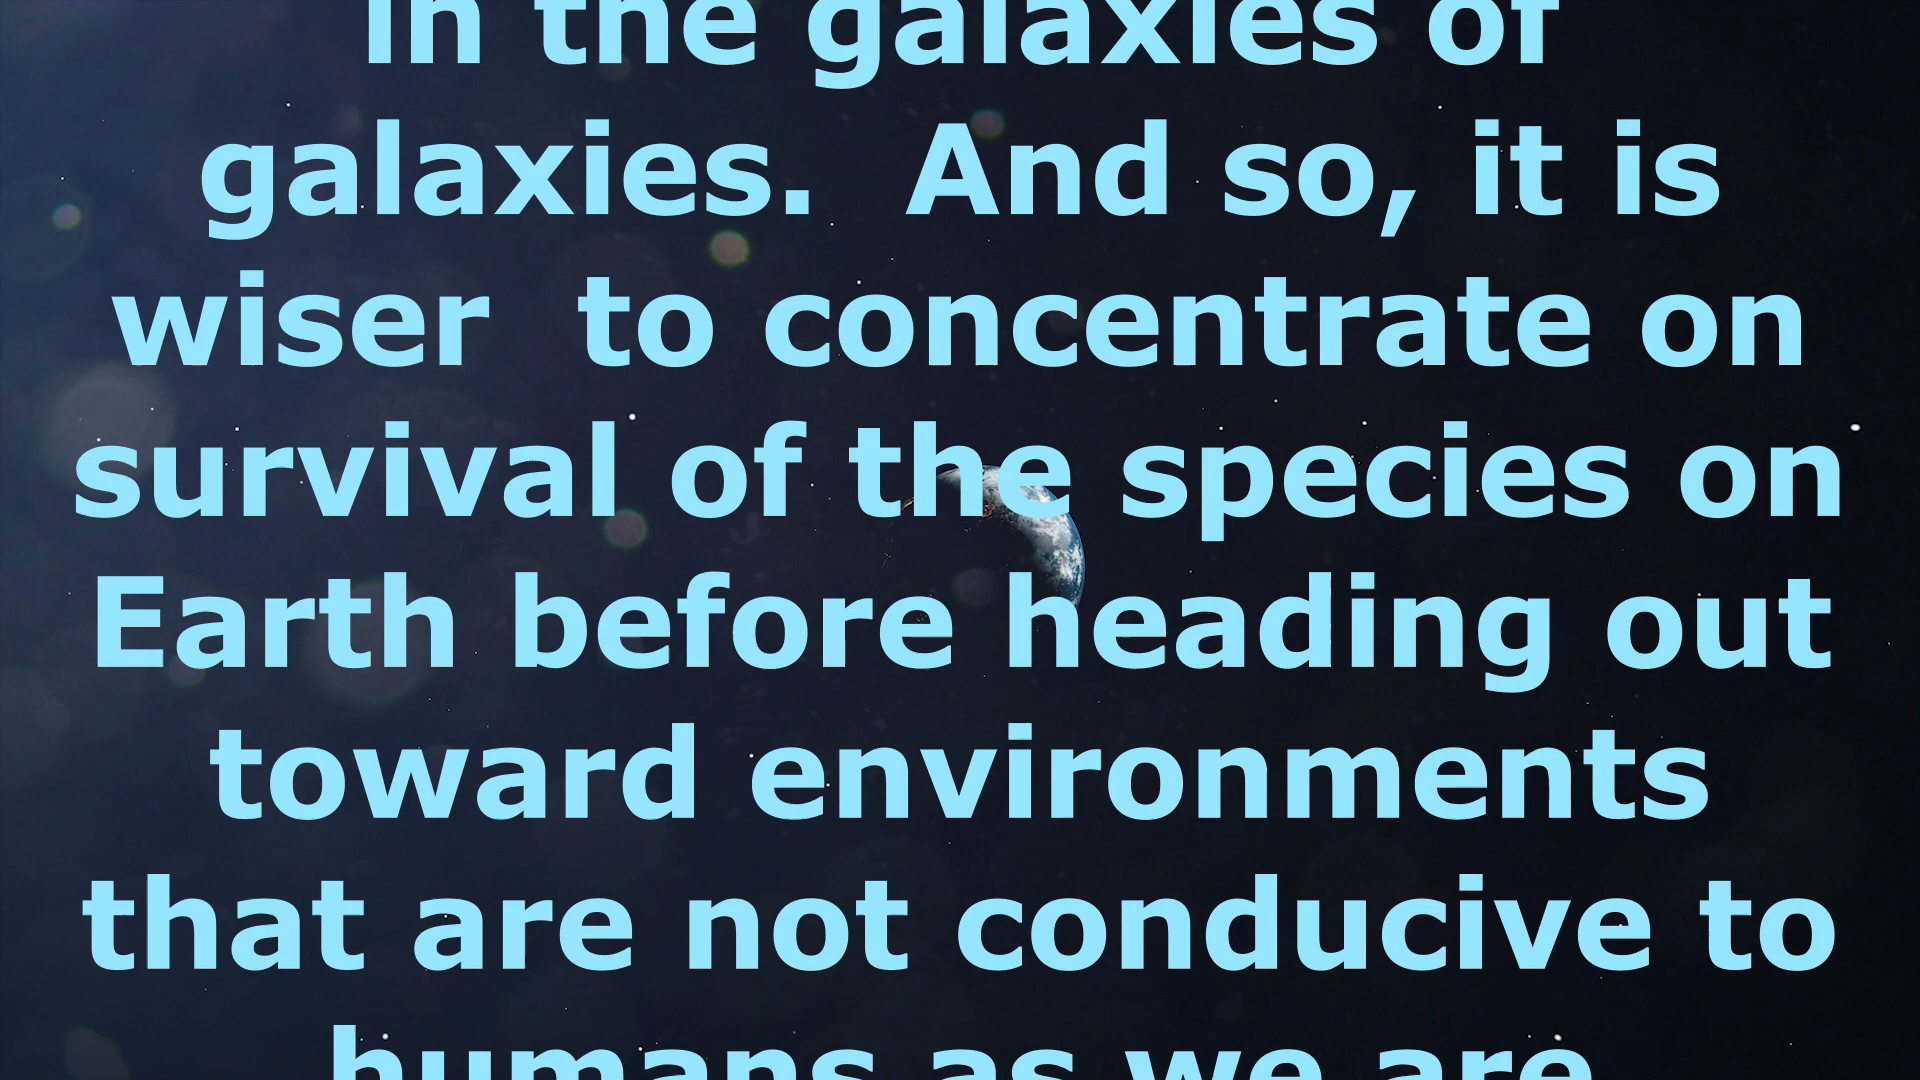 in the galaxies of
galaxies.  And so, it is
wiser  to concentrate on
survival of the species on
Earth before heading out
toward environments
that are not conducive to
humans as we are